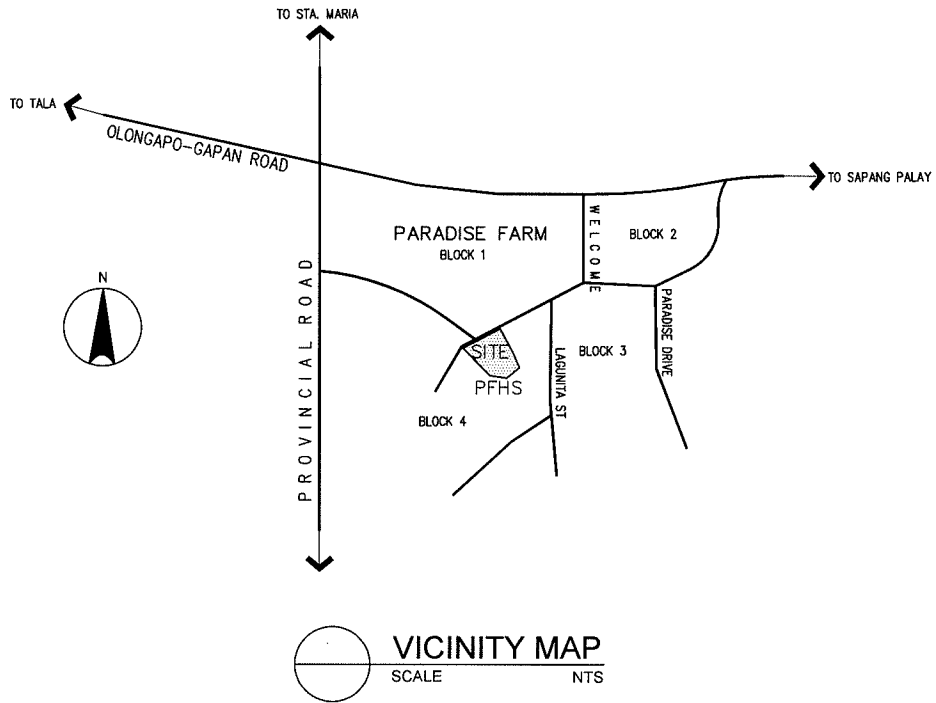 TO STA. MARIA
TO TALA
OLONGAPO-GAPAN ROAD
TO SAPANG PALAY
WELCOME
PARADISE FARM
BLOCK 1
BLOCK 2
PROVINCIAL ROAD
N
PARADISE DRIVE
SITE
PFHS
LAGUNITA ST
BLOCK 3
BLOCK 4
VICINITY MAP
SCALE NTS